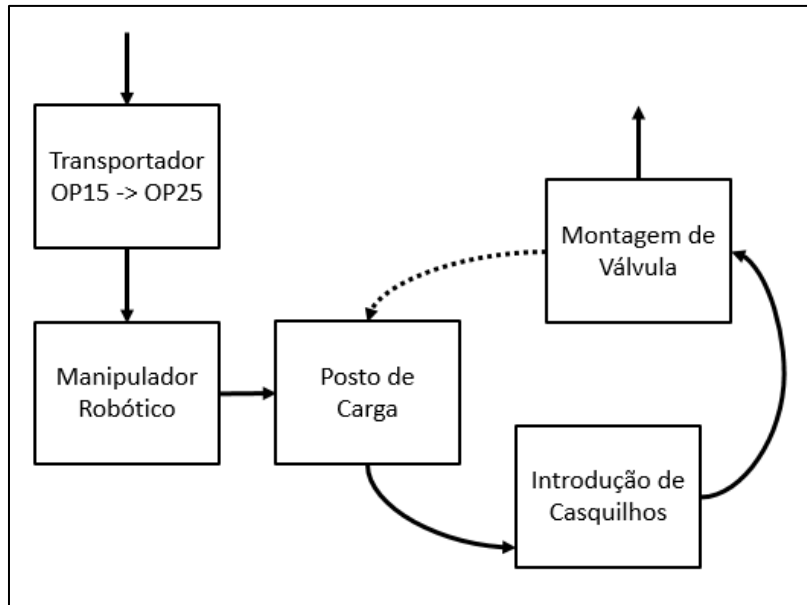 Transportador
OP15 -> OP25
Manipulador
Robótico
Posto de
Carga
Introdução de
Casquilhos
Montagem de
Válvula